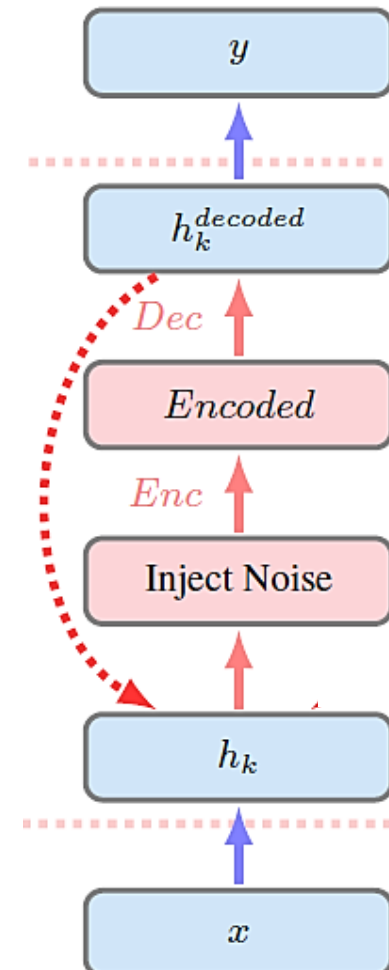 y
h_k^{decoded}
Dec
Encoded
Enc
Inject Noise
h_k
x